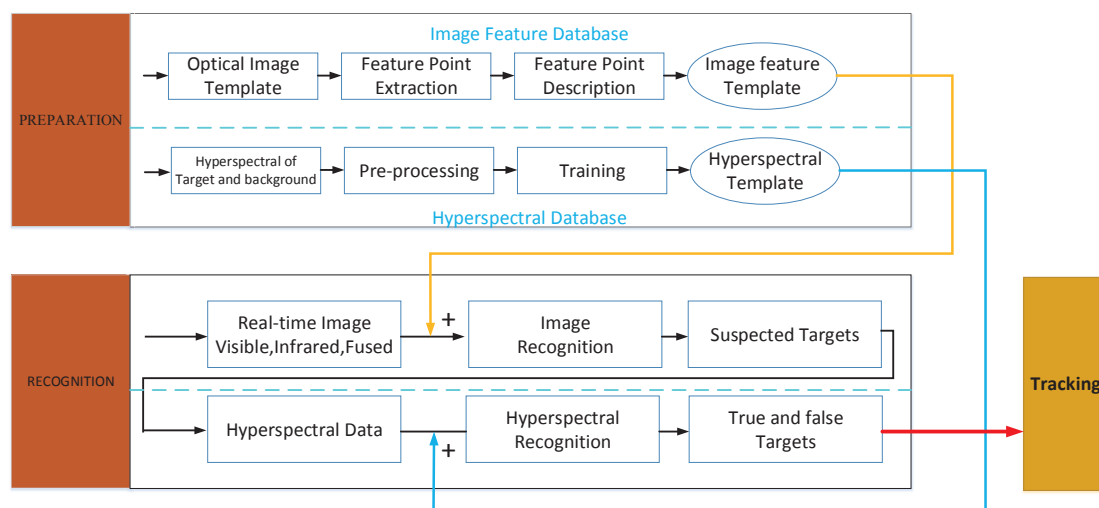 Image Feature Database
Optical Image
Template
Feature Point
Extraction
Feature Point
Description
Image feature
Template
PREPARATION
Hyperspectral of
Target and background
Pre-processing
Training
Hyperspectral
Template
Hyperspectral Database
Real-time Image
Visible,Infrared,Fused
+
Image
Recognition
Suspected Targets
RECOGNITION
Hyperspectral Data
+
Hyperspectral
Recognition
True and false
Targets
Tracking